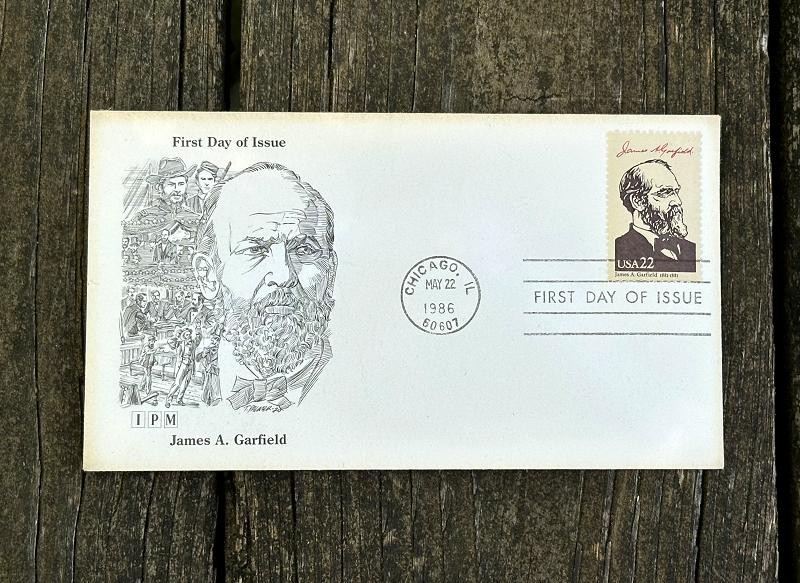 First Day of Issue
James A. Garfield
USA 22
James A. Garfield 1881-1881
CHICAGO, IL
MAY 22
1986
60607
FIRST DAY OF ISSUE
IPM
James A. Garfield